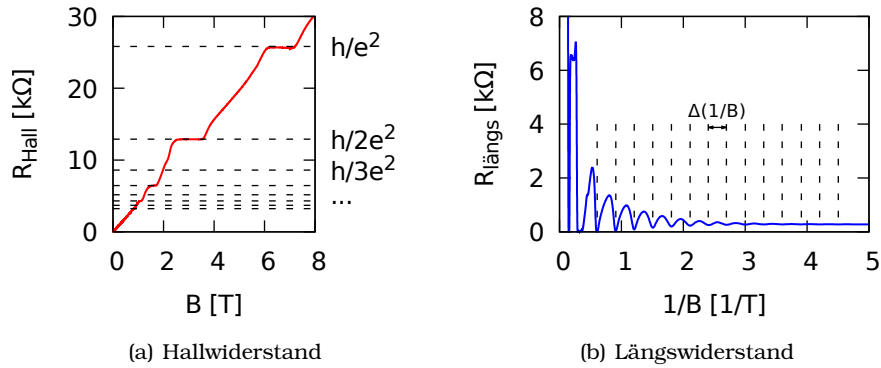 30
20
10
0
R_Hall [kΩ]
0 2 4 6 8
B [T]
h/e²
h/2e²
h/3e²
...
(a) Hallwiderstand
8
6
4
2
0
R_längs [kΩ]
Δ(1/B)
0 1 2 3 4 5
1/B [1/T]
(b) Längswiderstand